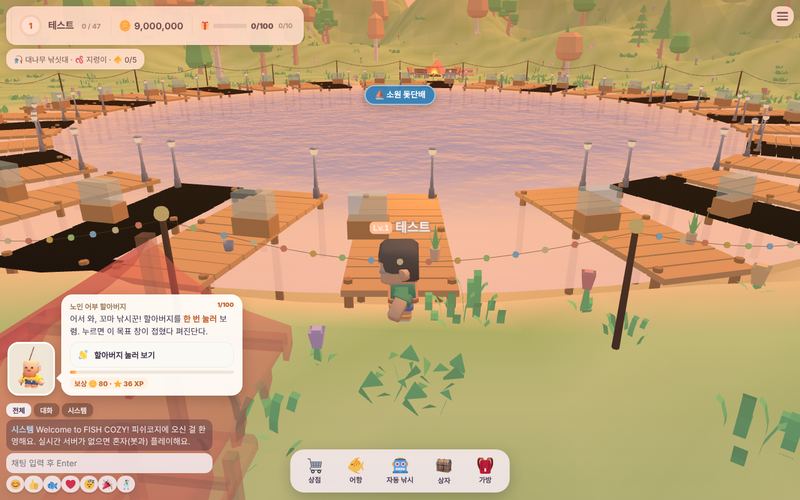 1 테스트 0 / 47 9,000,000 0/100 0/10
대나무 낚싯대 · 지렁이 · 0/5
소원 돛단배
Lv.1 테스트
노인 어부 할아버지 1/100
어서 와, 꼬마 낚시꾼! 할아버지를 한 번 눌러 보
렴. 누르면 이 목표 창이 접혔다 펴진단다.
할아버지 눌러 보기
보상 80 · 36 XP
전체 대화 시스템
시스템 Welcome to FISH COZY! 피쉬코지에 오신 걸 환
영해요. 실시간 서버가 없으면 혼자(봇과) 플레이해요.
채팅 입력 후 Enter
상점 어항 자동 낚시 상자 가방